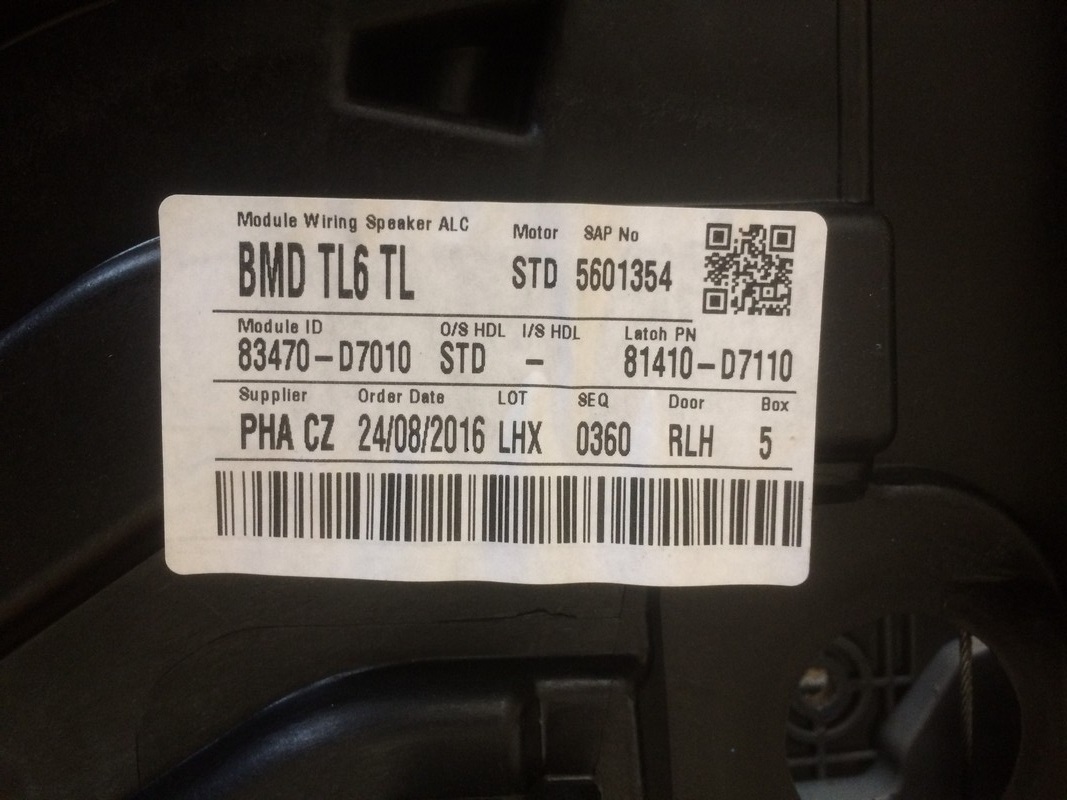 Module Wiring Speaker ALC Motor SAP No
BMD TL6 TL STD 5601354
Module ID O/S HDL I/S HDL Latch PN
83470-D7010 STD - 81410-D7110
Supplier Order Date LOT SEQ Door Box
PHA CZ 24/08/2016 LHX 0360 RLH 5